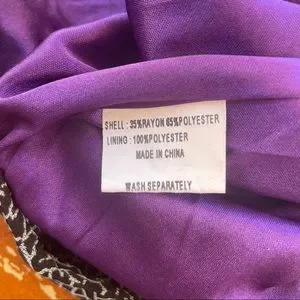 SHELL : 35%RAYON 65%POLYESTER
LINING : 100%POLYESTER
MADE IN CHINA
WASH SEPARATELY